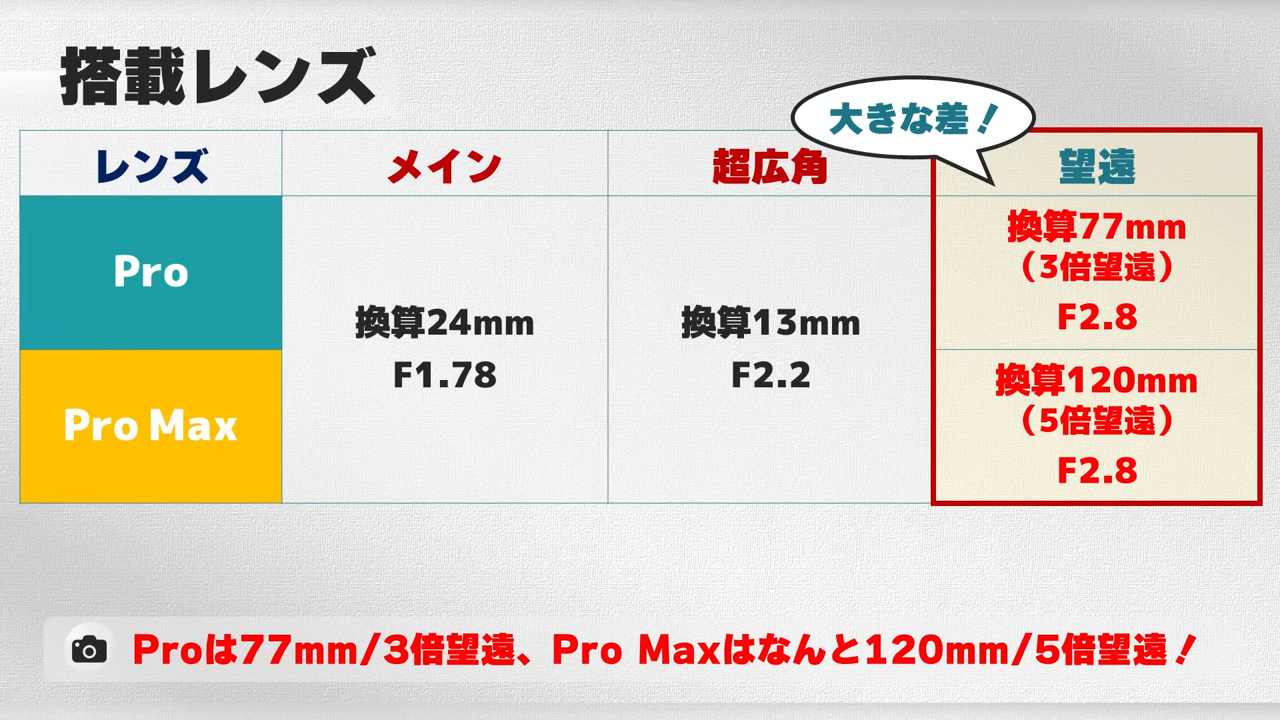 搭載レンズ
大きな差！
レンズ
メイン
超広角
望遠
Pro
換算24mm
F1.78
換算13mm
F2.2
換算77mm
（3倍望遠）
F2.8
Pro Max
換算120mm
（5倍望遠）
F2.8
Proは77mm/3倍望遠、Pro Maxはなんと120mm/5倍望遠！